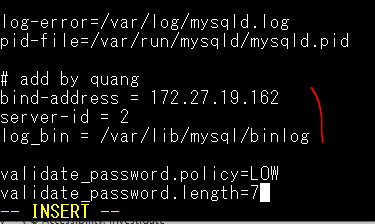 log-error=/var/log/mysqld.log
pid-file=/var/run/mysqld/mysqld.pid
# add by quang
bind-address = 172.27.19.162
server-id = 2
log_bin = /var/lib/mysql/binlog
validate_password.policy=LOW
validate_password.length=7
-- INSERT --